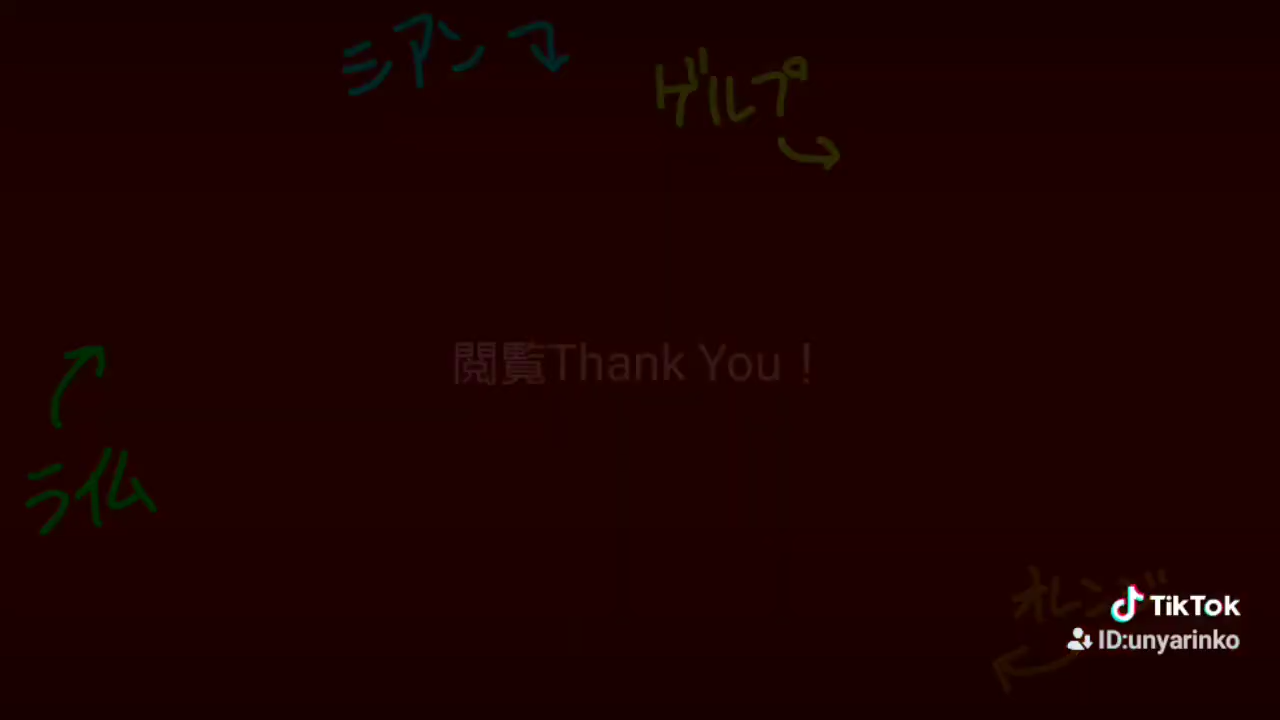 シアン
ゲルプ
閲覧Thank You！
ライム
オレンジ
TikTok
ID:unyarinko